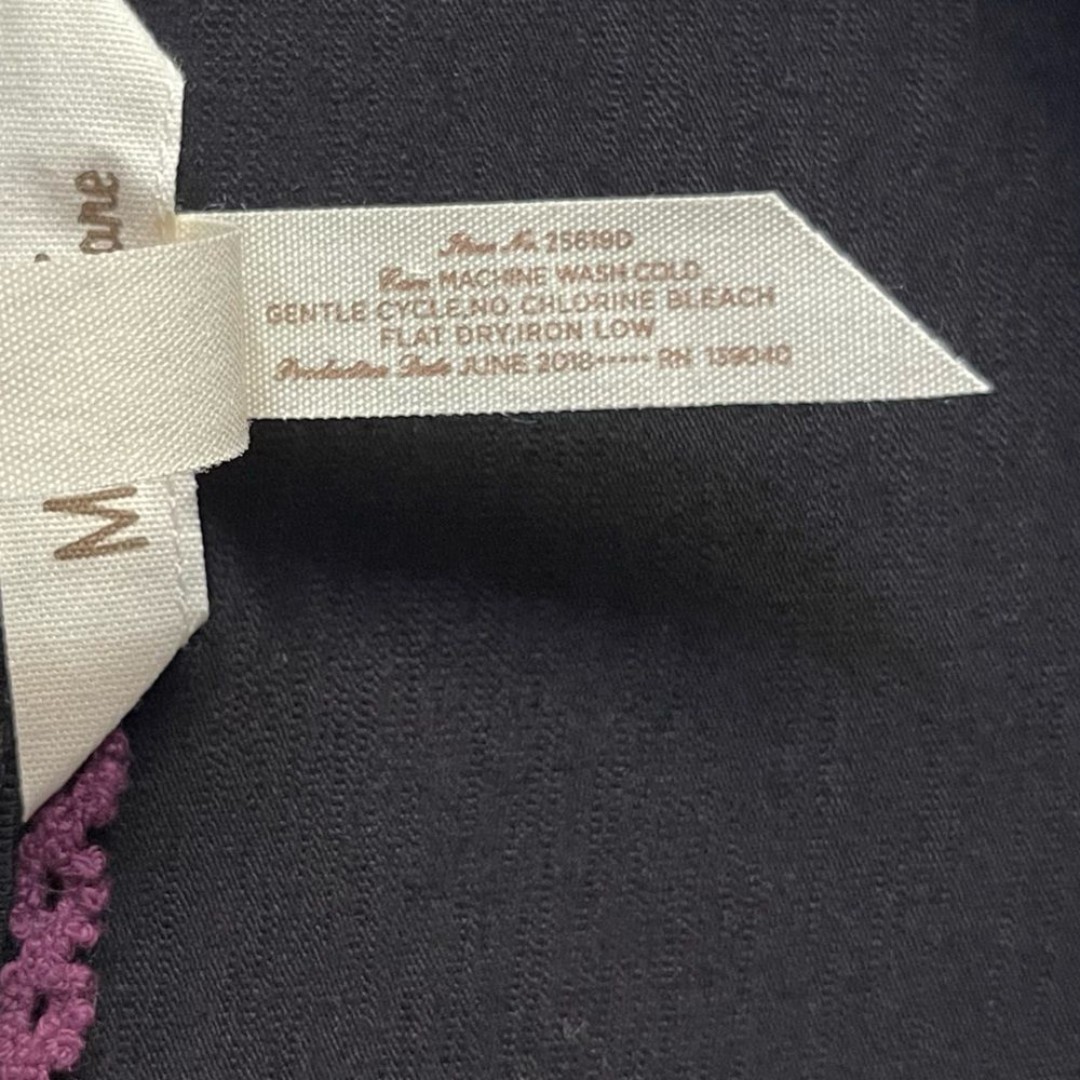 are
Item No. 25619D
Care MACHINE WASH COLD
GENTLE CYCLE,NO CHLORINE BLEACH
FLAT DRY,IRON LOW
Production Date JUNE 2018••••• RN 139040
M